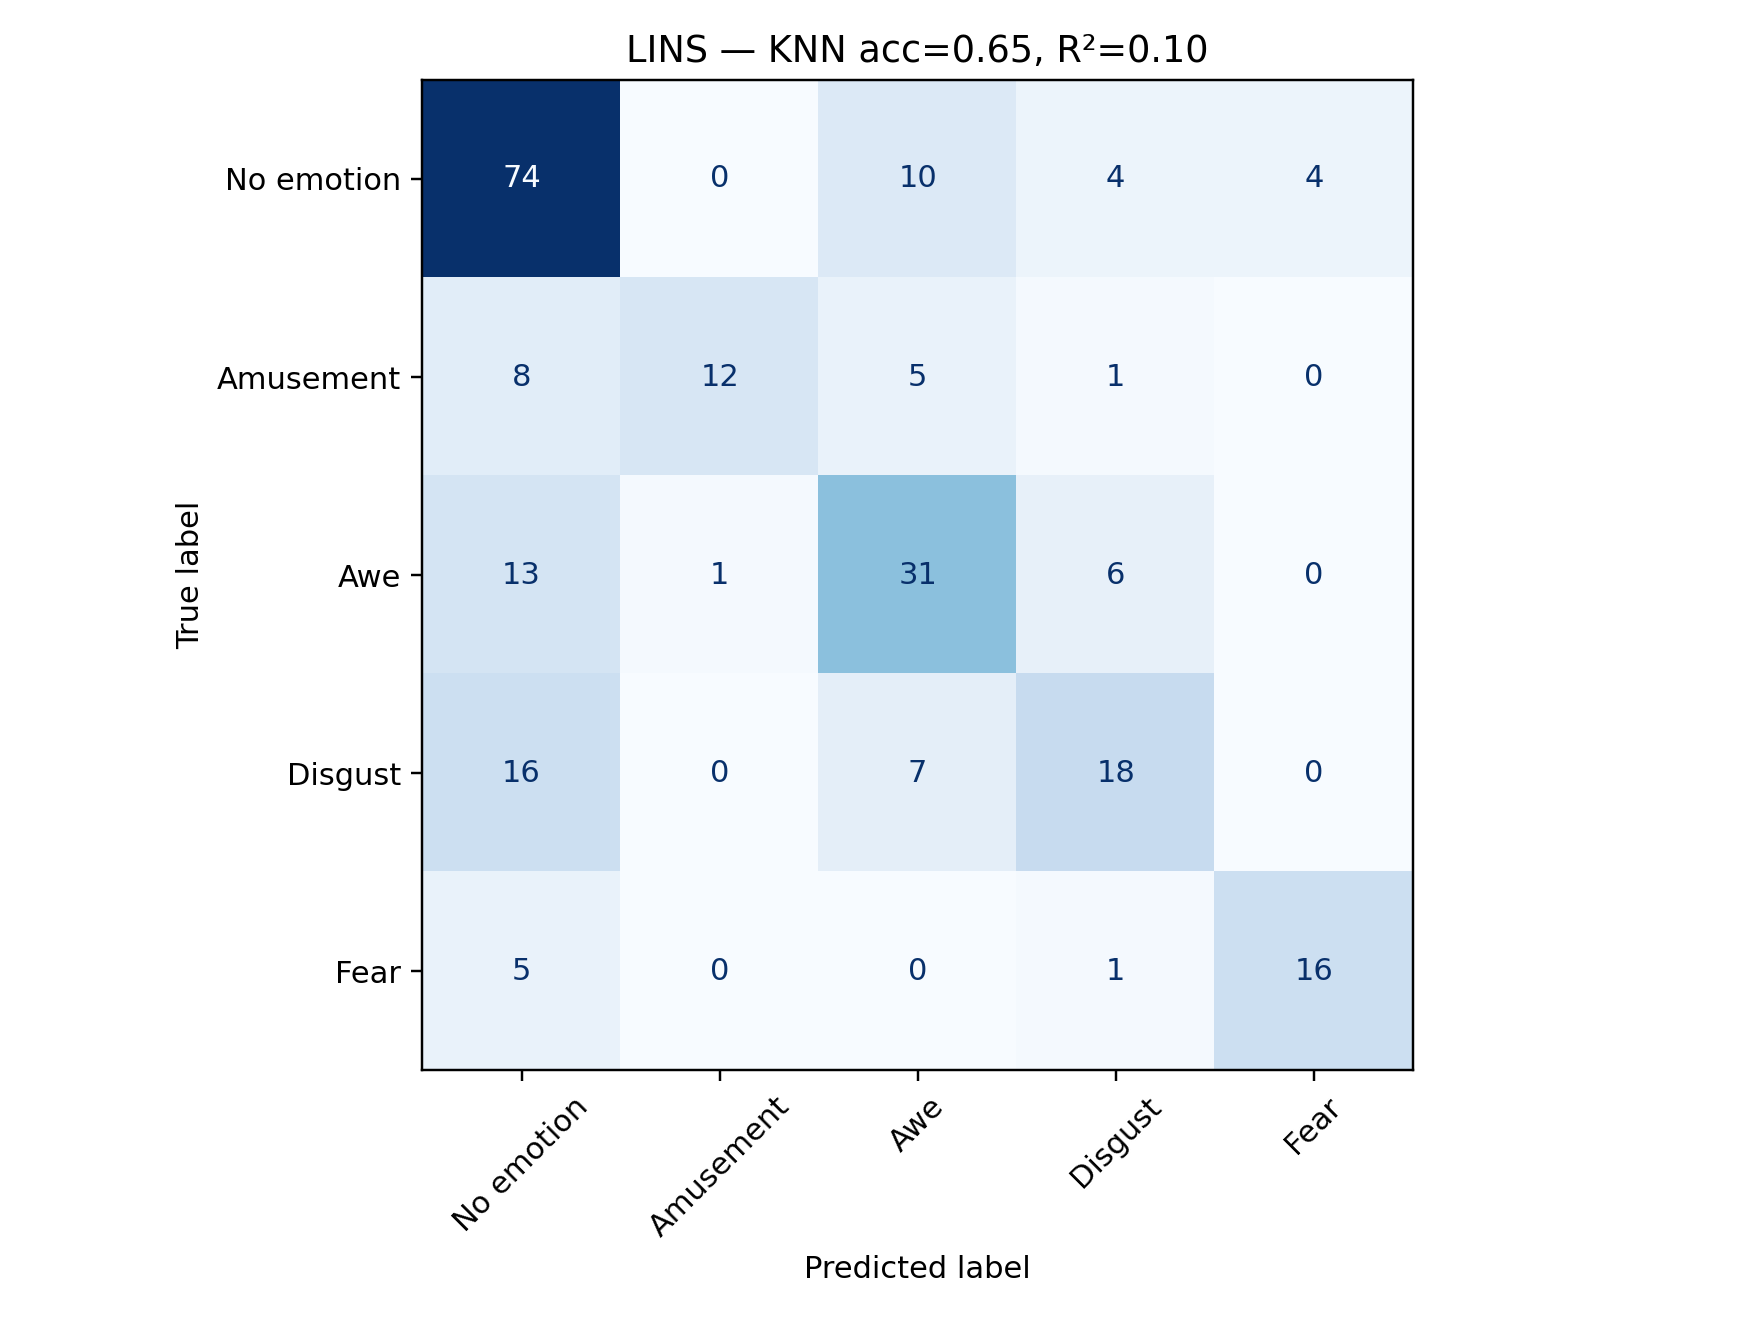 LINS — KNN acc=0.65, R²=0.10
No emotion 74 0 10 4 4
Amusement 8 12 5 1 0
Awe 13 1 31 6 0
Disgust 16 0 7 18 0
Fear 5 0 0 1 16
True label
No emotion Amusement Awe Disgust Fear
Predicted label